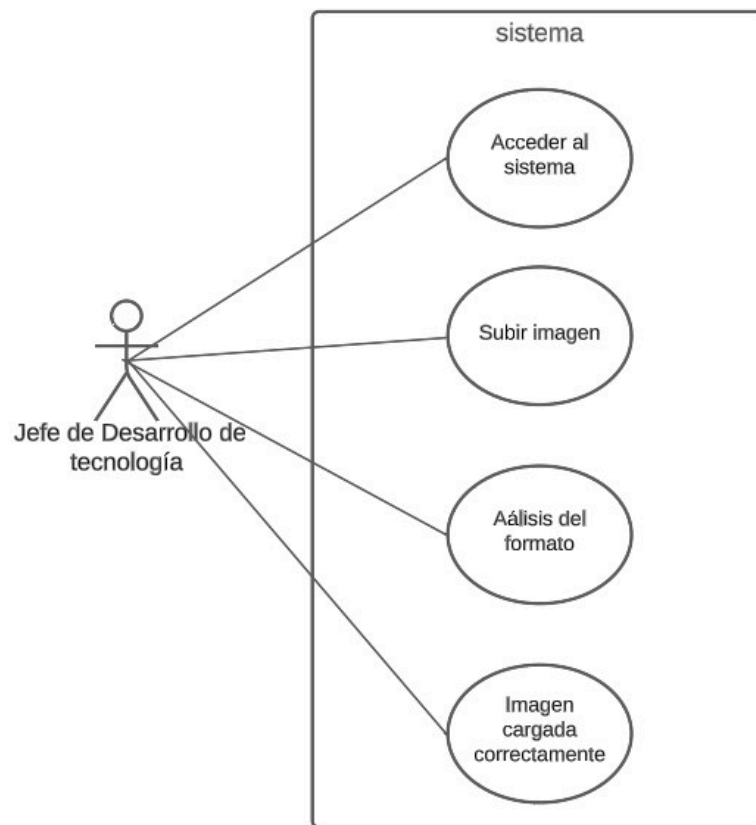 sistema
Acceder al
sistema
Subir imagen
Jefe de Desarrollo de
tecnología
Aálisis del
formato
Imagen
cargada
correctamente